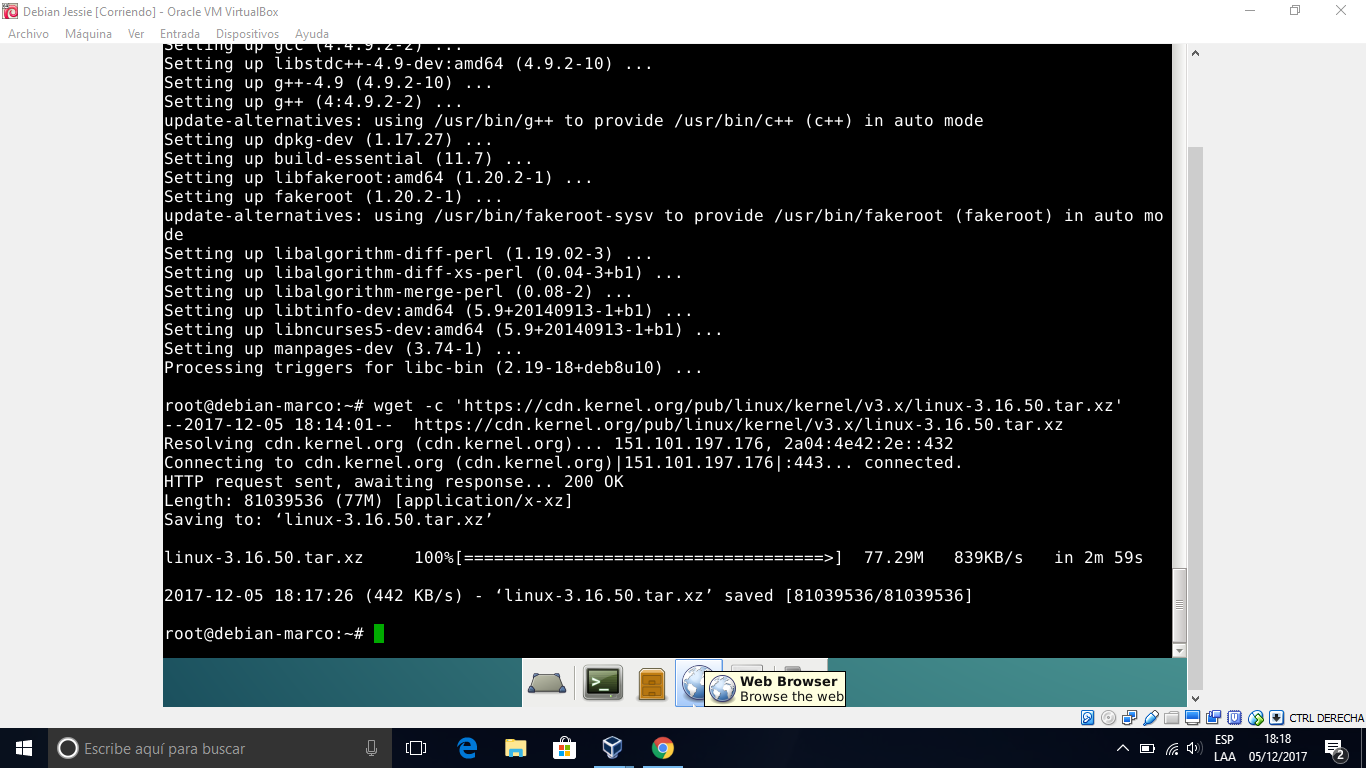 Debian Jessie [Corriendo] - Oracle VM VirtualBox
Archivo Máquina Ver Entrada Dispositivos Ayuda
Setting up gcc (4:4.9.2-2) ...
Setting up libstdc++-4.9-dev:amd64 (4.9.2-10) ...
Setting up g++-4.9 (4.9.2-10) ...
Setting up g++ (4:4.9.2-2) ...
update-alternatives: using /usr/bin/g++ to provide /usr/bin/c++ (c++) in auto mode
Setting up dpkg-dev (1.17.27) ...
Setting up build-essential (11.7) ...
Setting up libfakeroot:amd64 (1.20.2-1) ...
Setting up fakeroot (1.20.2-1) ...
update-alternatives: using /usr/bin/fakeroot-sysv to provide /usr/bin/fakeroot (fakeroot) in auto mo
de
Setting up libalgorithm-diff-perl (1.19.02-3) ...
Setting up libalgorithm-diff-xs-perl (0.04-3+b1) ...
Setting up libalgorithm-merge-perl (0.08-2) ...
Setting up libtinfo-dev:amd64 (5.9+20140913-1+b1) ...
Setting up libncurses5-dev:amd64 (5.9+20140913-1+b1) ...
Setting up manpages-dev (3.74-1) ...
Processing triggers for libc-bin (2.19-18+deb8u10) ...
root@debian-marco:~# wget -c 'https://cdn.kernel.org/pub/linux/kernel/v3.x/linux-3.16.50.tar.xz'
--2017-12-05 18:14:01--  https://cdn.kernel.org/pub/linux/kernel/v3.x/linux-3.16.50.tar.xz
Resolving cdn.kernel.org (cdn.kernel.org)... 151.101.197.176, 2a04:4e42:2e::432
Connecting to cdn.kernel.org (cdn.kernel.org)|151.101.197.176|:443... connected.
HTTP request sent, awaiting response... 200 OK
Length: 81039536 (77M) [application/x-xz]
Saving to: ‘linux-3.16.50.tar.xz’
linux-3.16.50.tar.xz     100%[====================================>]  77.29M   839KB/s   in 2m 59s
2017-12-05 18:17:26 (442 KB/s) - ‘linux-3.16.50.tar.xz’ saved [81039536/81039536]
root@debian-marco:~#
Web Browser
Browse the web
CTRL DERECHA
Escribe aquí para buscar
ESP
LAA
18:18
05/12/2017
2